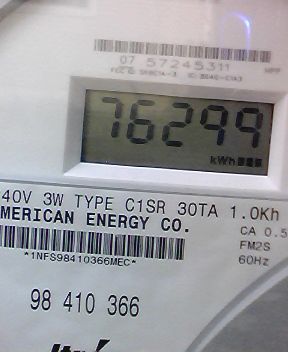 07 57245311
76299
kWh
40V 3W TYPE C1SR 30TA 1.0Kh
MERICAN ENERGY CO.
CA 0.5
FM2S
60Hz
*1NFS98410366MEC*
98 410 366